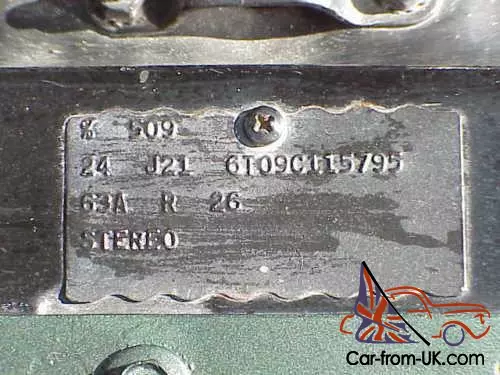 % 509
24 J21 6T09C115795
63A R 26
STEREO
Car-from-UK.com